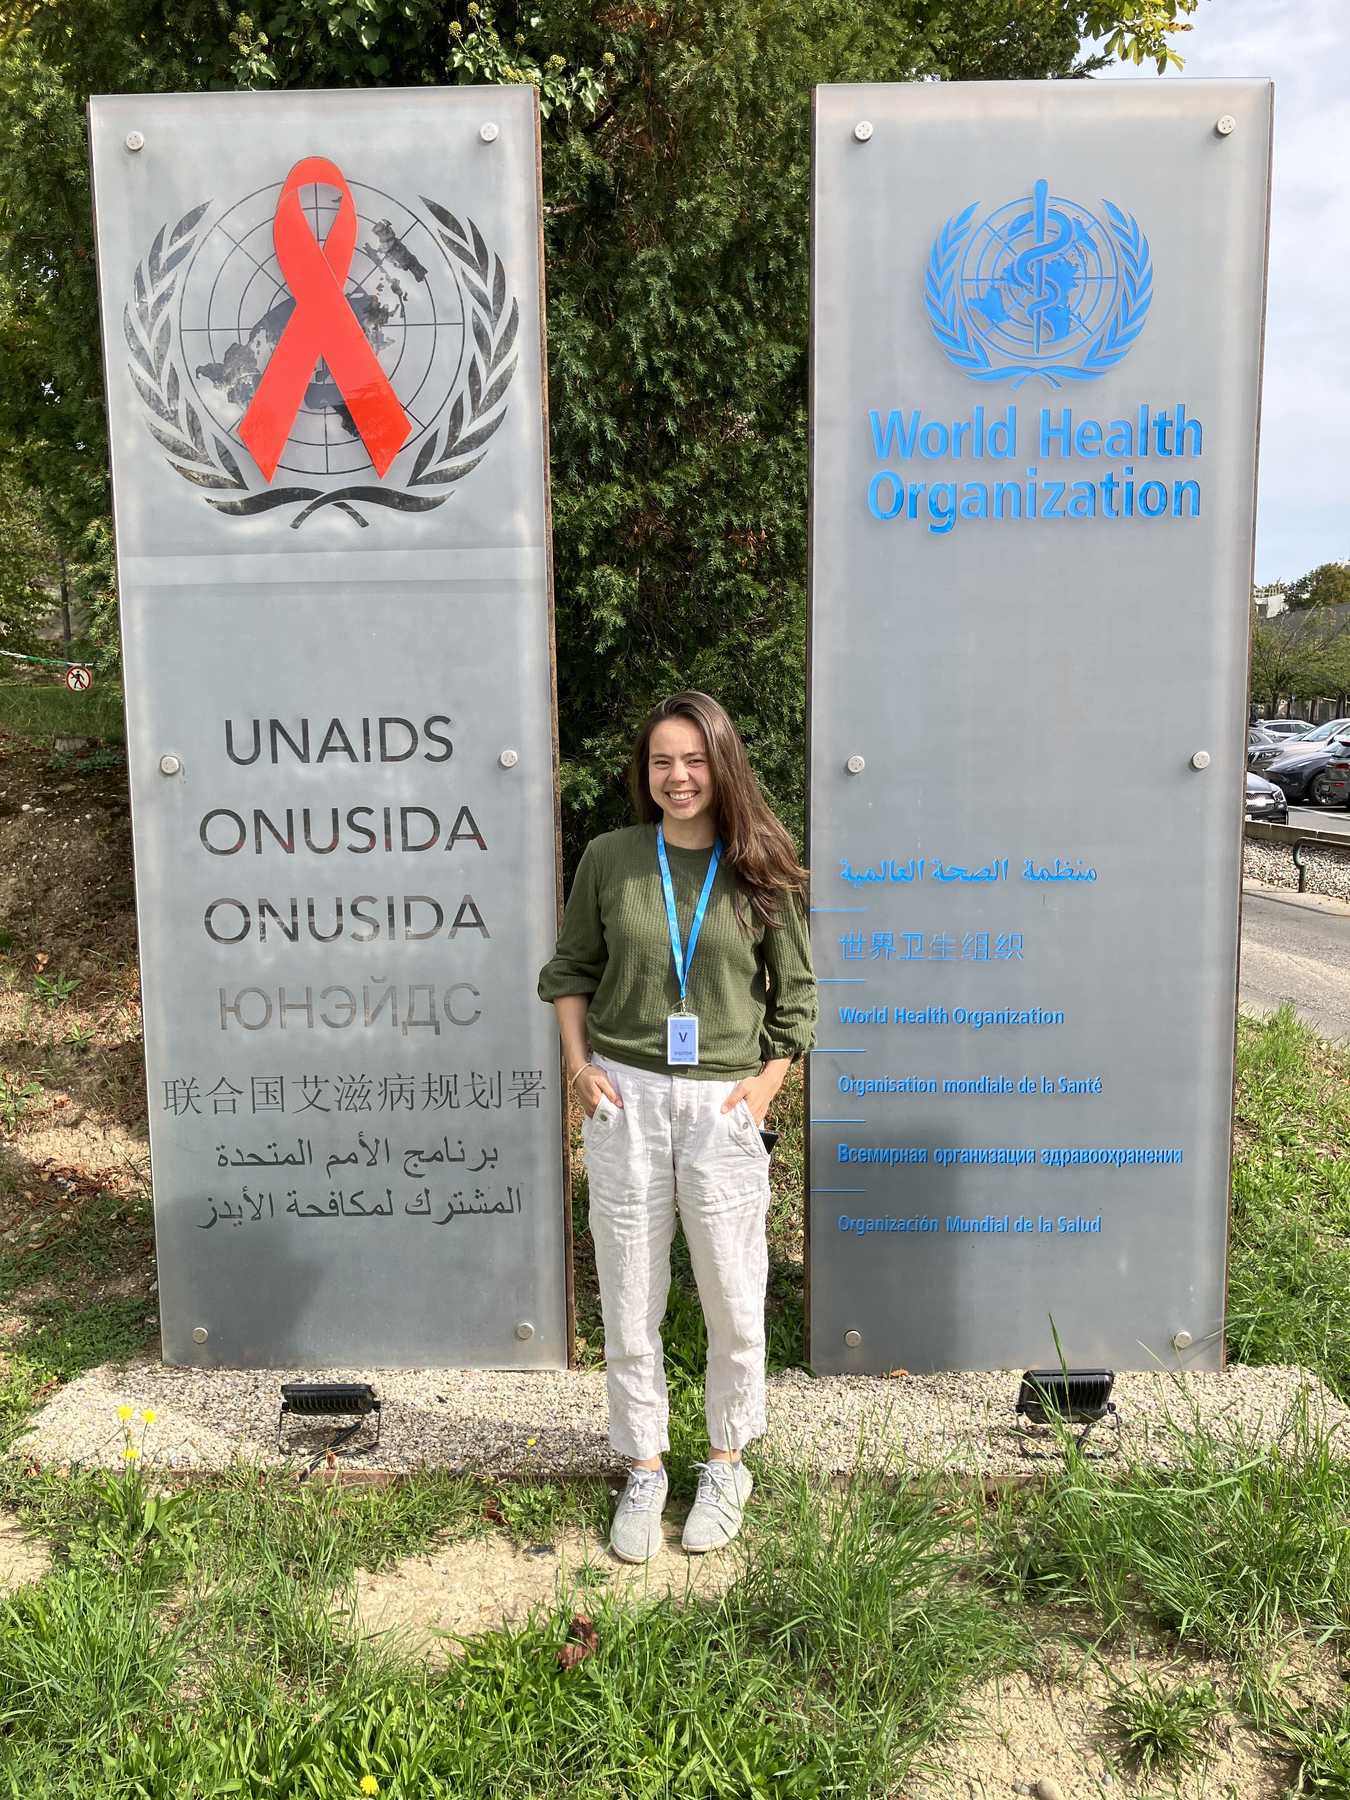 UNAIDS
ONUSIDA
ONUSIDA
ЮНЭЙДС
联合国艾滋病规划署
برنامج الأمم المتحدة
المشترك لمكافحة الأيدز
World Health
Organization
منظمة الصحة العالمية
世界卫生组织
World Health Organization
Organisation mondiale de la Santé
Всемирная организация здравоохранения
Organización Mundial de la Salud
V